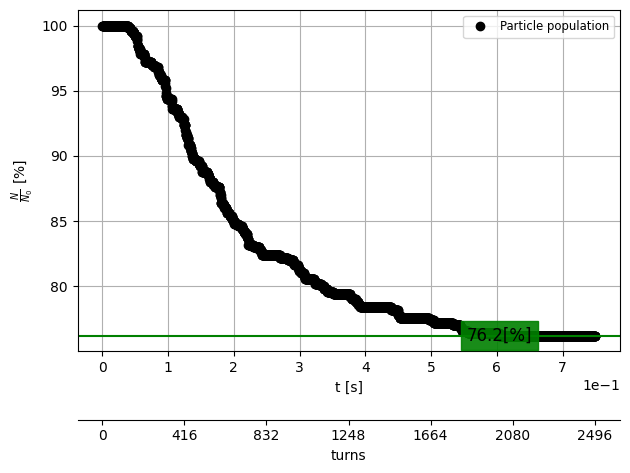 Particle population
100
95
90
85
80
N/N₀ [%]
76.2[%]
0 1 2 3 4 5 6 7
t [s]
1e−1
0 416 832 1248 1664 2080 2496
turns